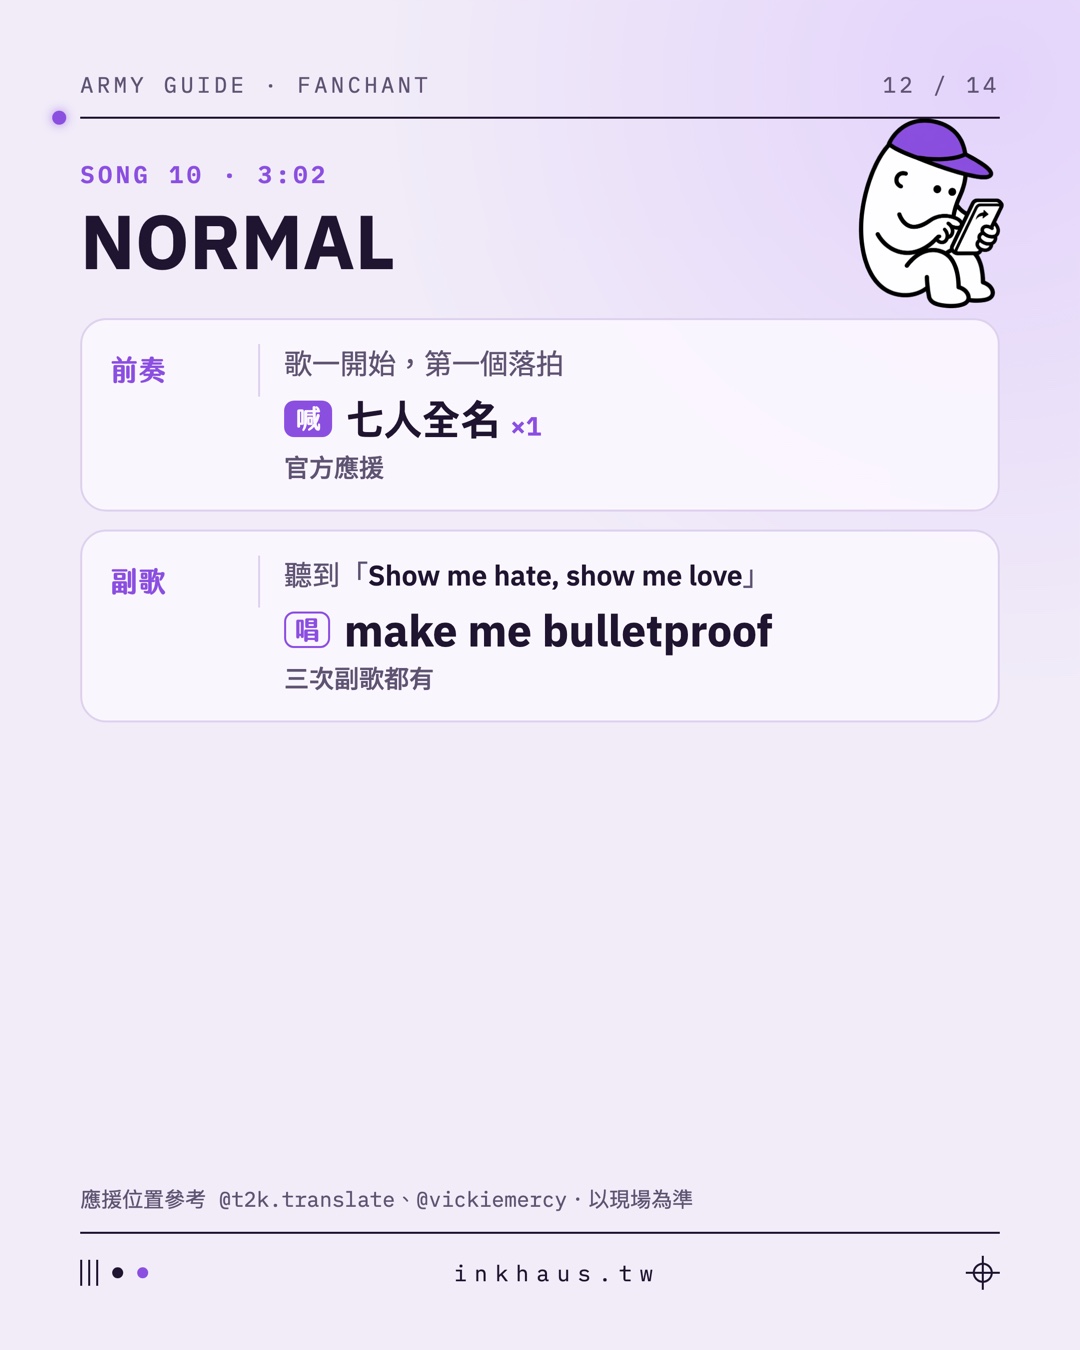 ARMY GUIDE · FANCHANT
12 / 14
SONG 10 · 3:02
NORMAL
前奏
歌一開始，第一個落拍
喊 七人全名 ×1
官方應援
副歌
聽到「Show me hate, show me love」
唱 make me bulletproof
三次副歌都有
應援位置參考 @t2k.translate、@vickiemercy · 以現場為準
inkhaus.tw